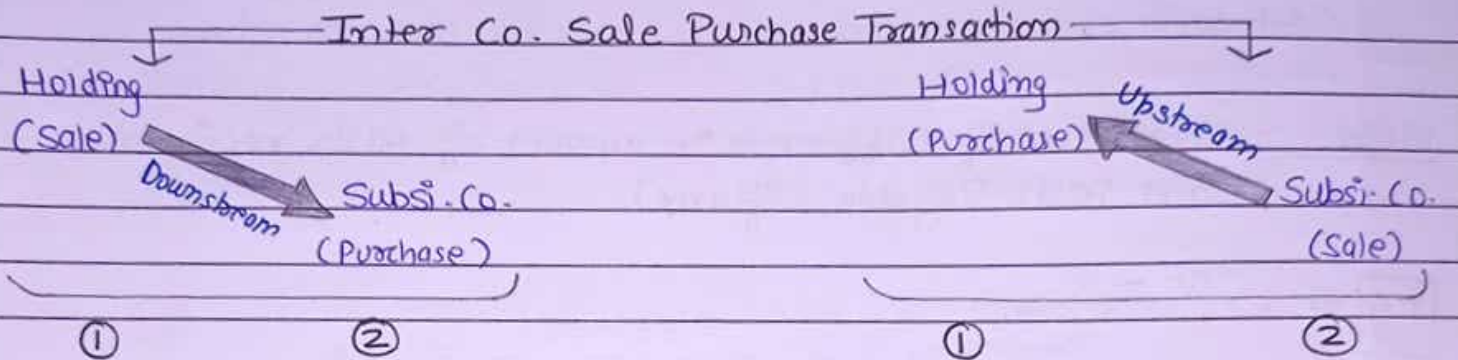 Inter Co. Sale Purchase Transaction
Holding
(Sale)
Downstream
Subsi. Co.
(Purchase)
① ②
Holding
(Purchase)
Upstream
Subsi. Co.
(Sale)
① ②